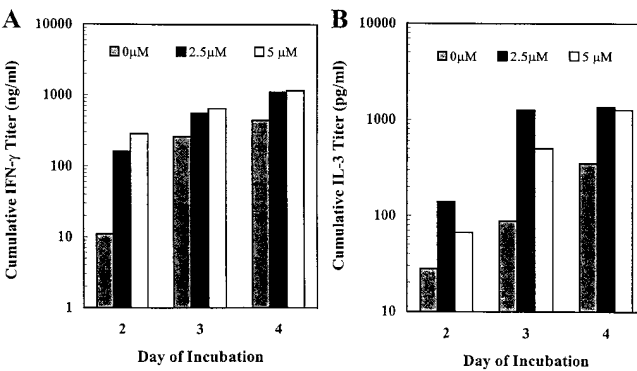 A
10000
0μM 2.5μM 5 μM
1000
100
10
1
Cumulative IFN-γ Titer (ng/ml)
2 3 4
Day of Incubation
B
10000
0μM 2.5μM 5 μM
1000
100
10
Cumulative IL-3 Titer (pg/ml)
2 3 4
Day of Incubation